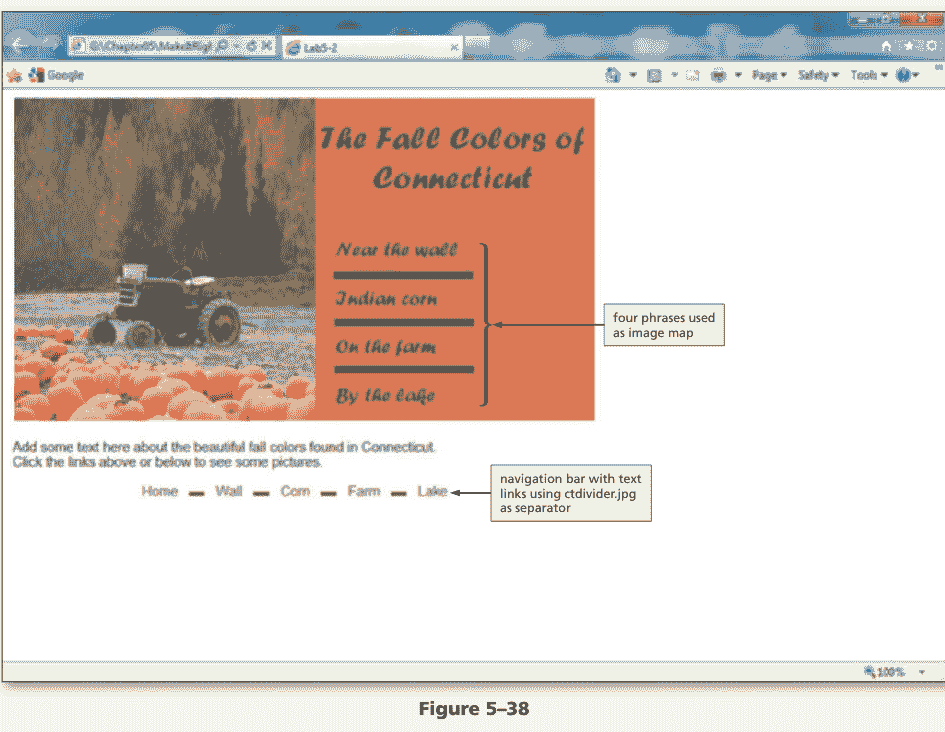 Lab5-2
Google
Page
Safety
Tools
The Fall Colors of
Connecticut
Near the wall
Indian corn
On the farm
By the lake
four phrases used
as image map
Add some text here about the beautiful fall colors found in Connecticut.
Click the links above or below to see some pictures.
Home Wall Corn Farm Lake
navigation bar with text
links using ctdivider.jpg
as separator
100%
Figure 5–38